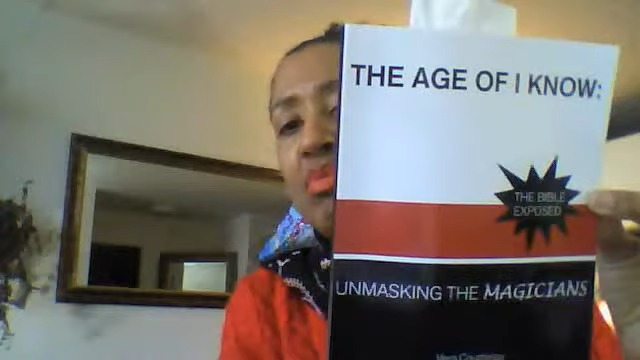 THE AGE OF I KNOW:
THE BIBLE
EXPOSED
UNMASKING THE MAGICIANS